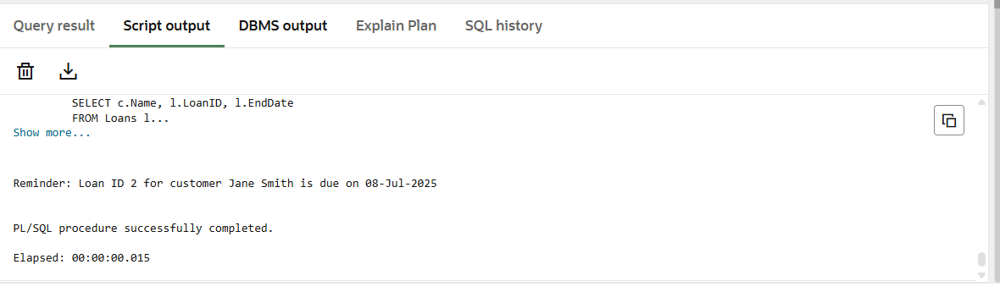 Query result Script output DBMS output Explain Plan SQL history
SELECT c.Name, l.LoanID, l.EndDate
FROM Loans l...
Show more...
Reminder: Loan ID 2 for customer Jane Smith is due on 08-Jul-2025
PL/SQL procedure successfully completed.
Elapsed: 00:00:00.015